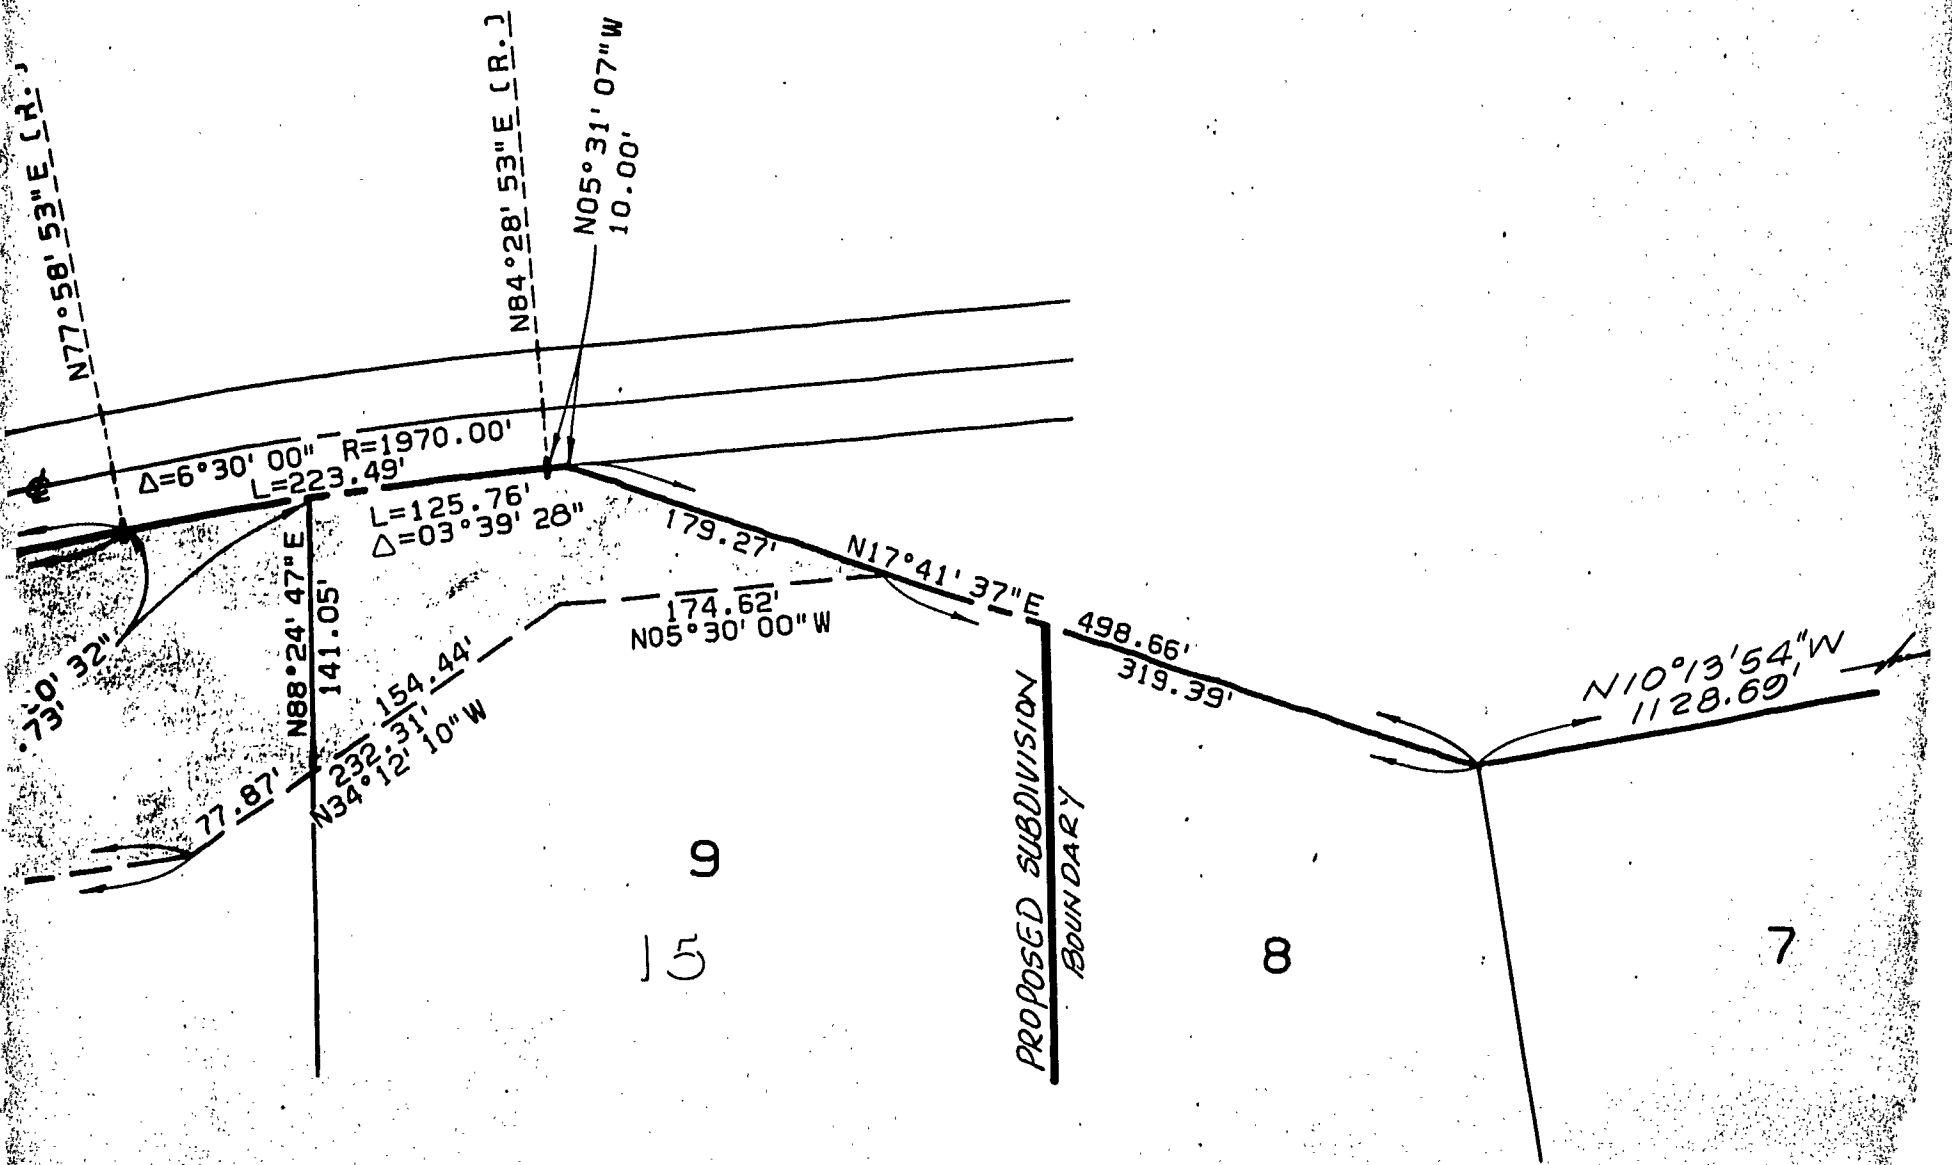 N77°58'53"E (R.)
N84°28'53"E (R.)
N05°31'07"W
10.00'
Δ=6°30'00" R=1970.00'
L=223.49'
L=125.76'
Δ=03°39'28"
179.27'
N17°41'37"E
498.66'
319.39'
N10°13'54"W
1128.69'
174.62'
N05°30'00"W
N88°24'47"E
141.05'
32"
.73'
154.44'
232.31'
N34°12'10"W
77.87'
PROPOSED SUBDIVISION
BOUNDARY
9
15
8
7